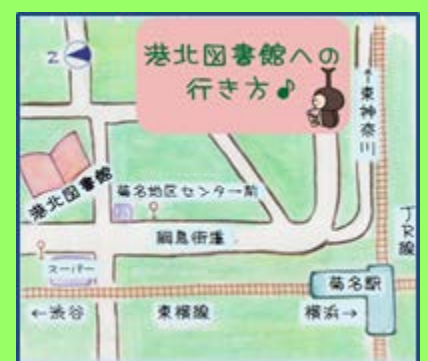 港北図書館への
行き方♪
N
↑東神奈川
港北図書館
菊名地区センター前
綱島街道
JR線
スーパー
菊名駅
←渋谷
東横線
横浜→